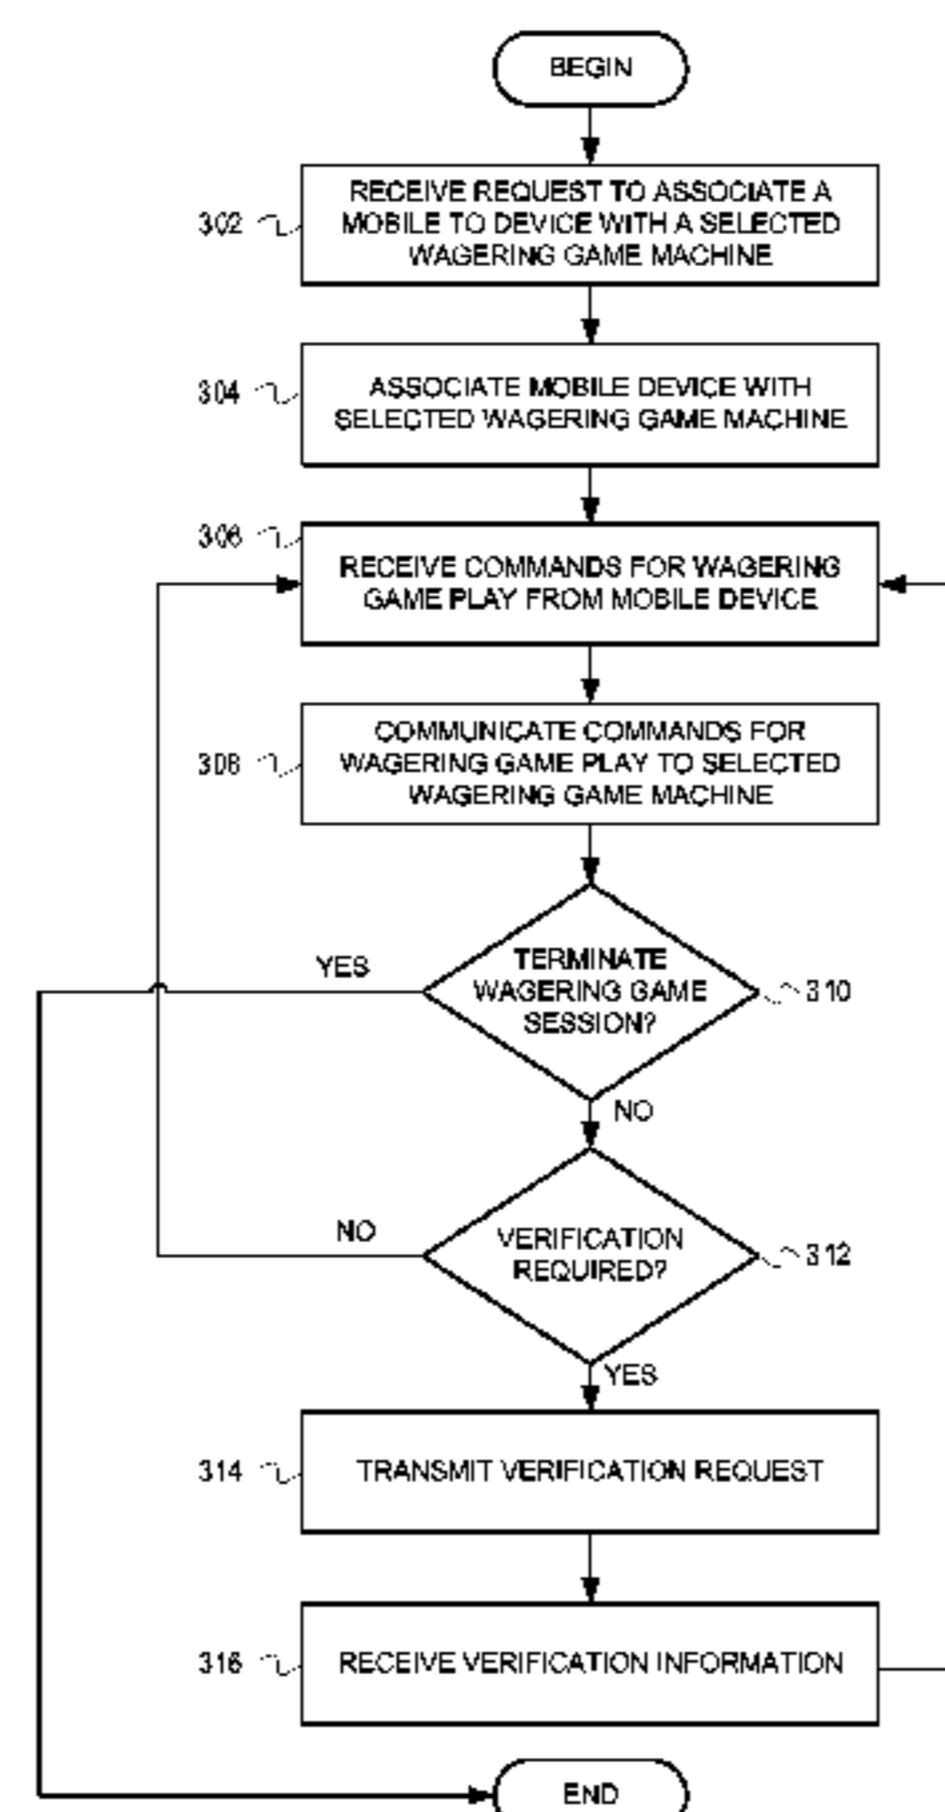 BEGIN
302
RECEIVE REQUEST TO ASSOCIATE A
MOBILE TO DEVICE WITH A SELECTED
WAGERING GAME MACHINE
304
ASSOCIATE MOBILE DEVICE WITH
SELECTED WAGERING GAME MACHINE
306
RECEIVE COMMANDS FOR WAGERING
GAME PLAY FROM MOBILE DEVICE
308
COMMUNICATE COMMANDS FOR
WAGERING GAME PLAY TO SELECTED
WAGERING GAME MACHINE
YES
TERMINATE
WAGERING GAME
SESSION?
310
NO
NO
VERIFICATION
REQUIRED?
312
YES
314
TRANSMIT VERIFICATION REQUEST
316
RECEIVE VERIFICATION INFORMATION
END